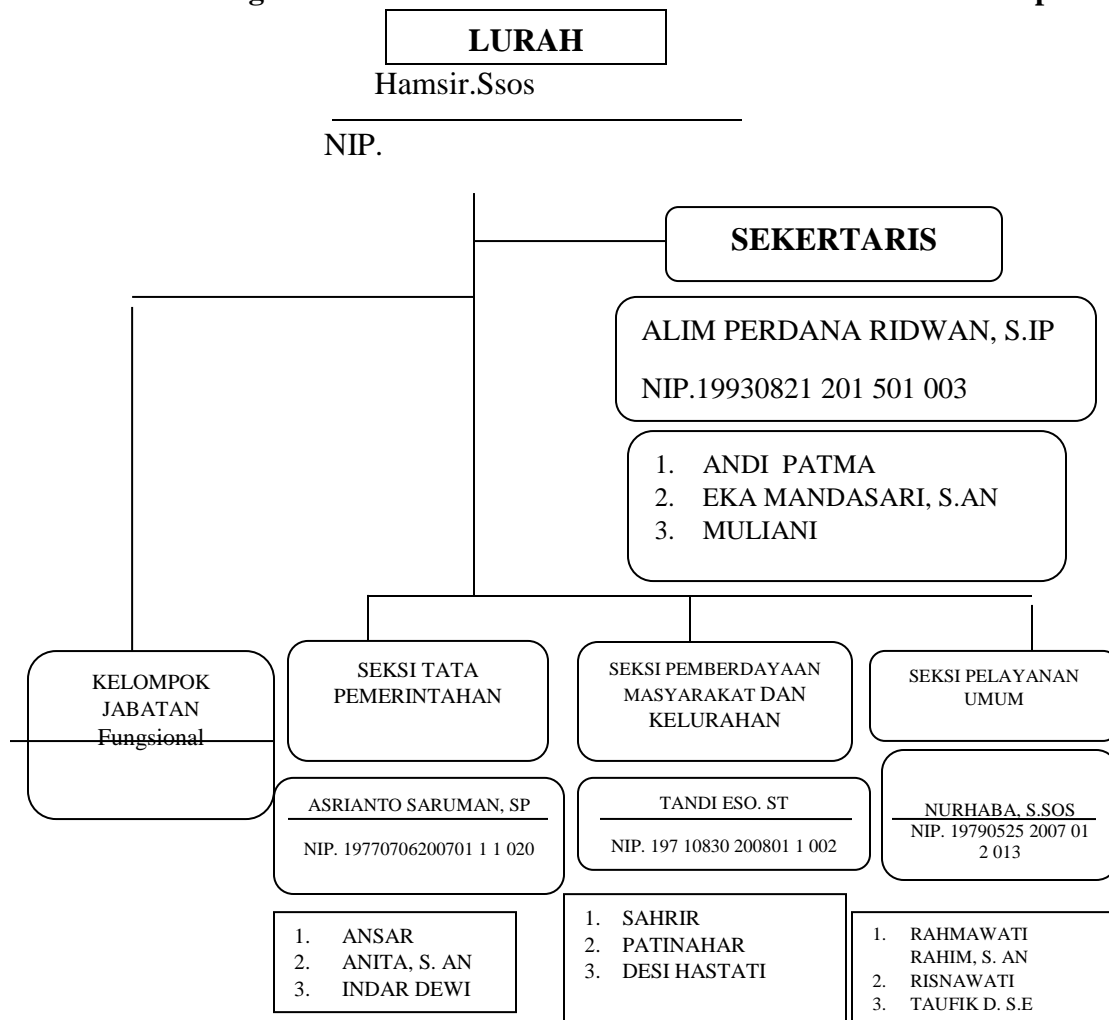 LURAH
Hamsir.Ssos
NIP.
SEKERTARIS
ALIM PERDANA RIDWAN, S.IP
NIP.19930821 201 501 003
1. ANDI PATMA
2. EKA MANDASARI, S.AN
3. MULIANI
KELOMPOK
JABATAN
Fungsional
SEKSI TATA
PEMERINTAHAN
SEKSI PEMBERDAYAAN
MASYARAKAT DAN
KELURAHAN
SEKSI PELAYANAN
UMUM
ASRIANTO SARUMAN, SP
NIP. 19770706200701 1 1 020
TANDI ESO. ST
NIP. 197 10830 200801 1 002
NURHABA, S.SOS
NIP. 19790525 2007 01
2 013
1. ANSAR
2. ANITA, S. AN
3. INDAR DEWI
1. SAHRIR
2. PATINAHAR
3. DESI HASTATI
1. RAHMAWATI
RAHIM, S. AN
2. RISNAWATI
3. TAUFIK D. S.E